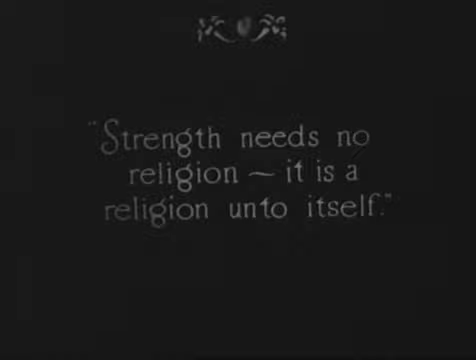 "Strength needs no
religion — it is a
religion unto itself."